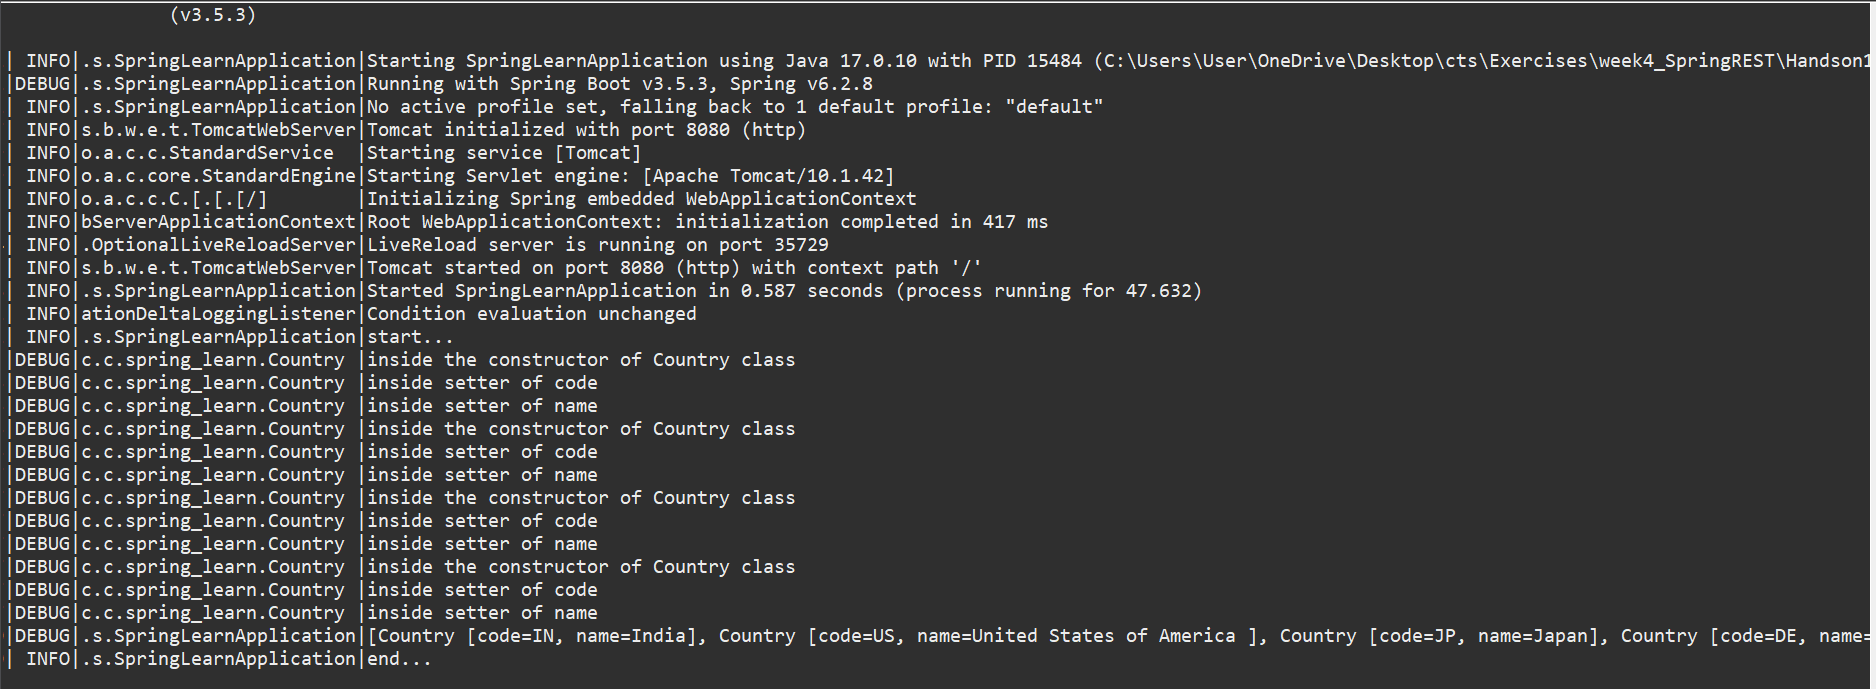 (v3.5.3)
| INFO|.s.SpringLearnApplication|Starting SpringLearnApplication using Java 17.0.10 with PID 15484 (C:\Users\User\OneDrive\Desktop\cts\Exercises\week4_SpringREST\Handson1
|DEBUG|.s.SpringLearnApplication|Running with Spring Boot v3.5.3, Spring v6.2.8
| INFO|.s.SpringLearnApplication|No active profile set, falling back to 1 default profile: "default"
| INFO|s.b.w.e.t.TomcatWebServer|Tomcat initialized with port 8080 (http)
| INFO|o.a.c.c.StandardService  |Starting service [Tomcat]
| INFO|o.a.c.core.StandardEngine|Starting Servlet engine: [Apache Tomcat/10.1.42]
| INFO|o.a.c.c.C.[.[.[/]        |Initializing Spring embedded WebApplicationContext
| INFO|bServerApplicationContext|Root WebApplicationContext: initialization completed in 417 ms
| INFO|.OptionalLiveReloadServer|LiveReload server is running on port 35729
| INFO|s.b.w.e.t.TomcatWebServer|Tomcat started on port 8080 (http) with context path '/'
| INFO|.s.SpringLearnApplication|Started SpringLearnApplication in 0.587 seconds (process running for 47.632)
| INFO|ationDeltaLoggingListener|Condition evaluation unchanged
| INFO|.s.SpringLearnApplication|start...
|DEBUG|c.c.spring_learn.Country |inside the constructor of Country class
|DEBUG|c.c.spring_learn.Country |inside setter of code
|DEBUG|c.c.spring_learn.Country |inside setter of name
|DEBUG|c.c.spring_learn.Country |inside the constructor of Country class
|DEBUG|c.c.spring_learn.Country |inside setter of code
|DEBUG|c.c.spring_learn.Country |inside setter of name
|DEBUG|c.c.spring_learn.Country |inside the constructor of Country class
|DEBUG|c.c.spring_learn.Country |inside setter of code
|DEBUG|c.c.spring_learn.Country |inside setter of name
|DEBUG|c.c.spring_learn.Country |inside the constructor of Country class
|DEBUG|c.c.spring_learn.Country |inside setter of code
|DEBUG|c.c.spring_learn.Country |inside setter of name
|DEBUG|.s.SpringLearnApplication|[Country [code=IN, name=India], Country [code=US, name=United States of America ], Country [code=JP, name=Japan], Country [code=DE, name=
| INFO|.s.SpringLearnApplication|end...